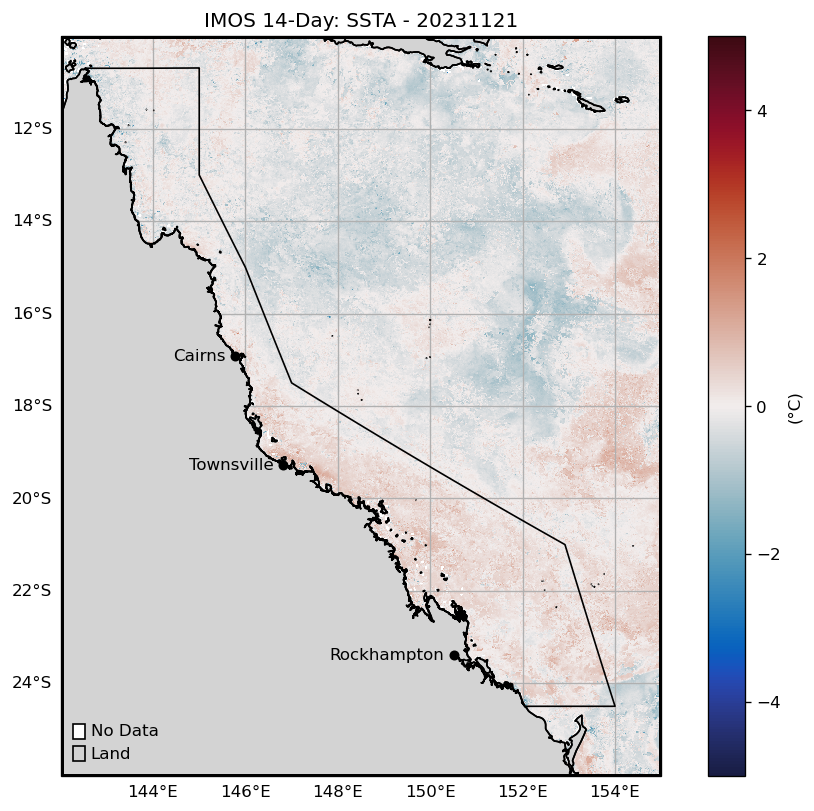 IMOS 14-Day: SSTA - 20231121
12°S
14°S
16°S
18°S
20°S
22°S
24°S
Cairns
Townsville
Rockhampton
No Data
Land
144°E 146°E 148°E 150°E 152°E 154°E
4
2
0
−2
−4
(°C)